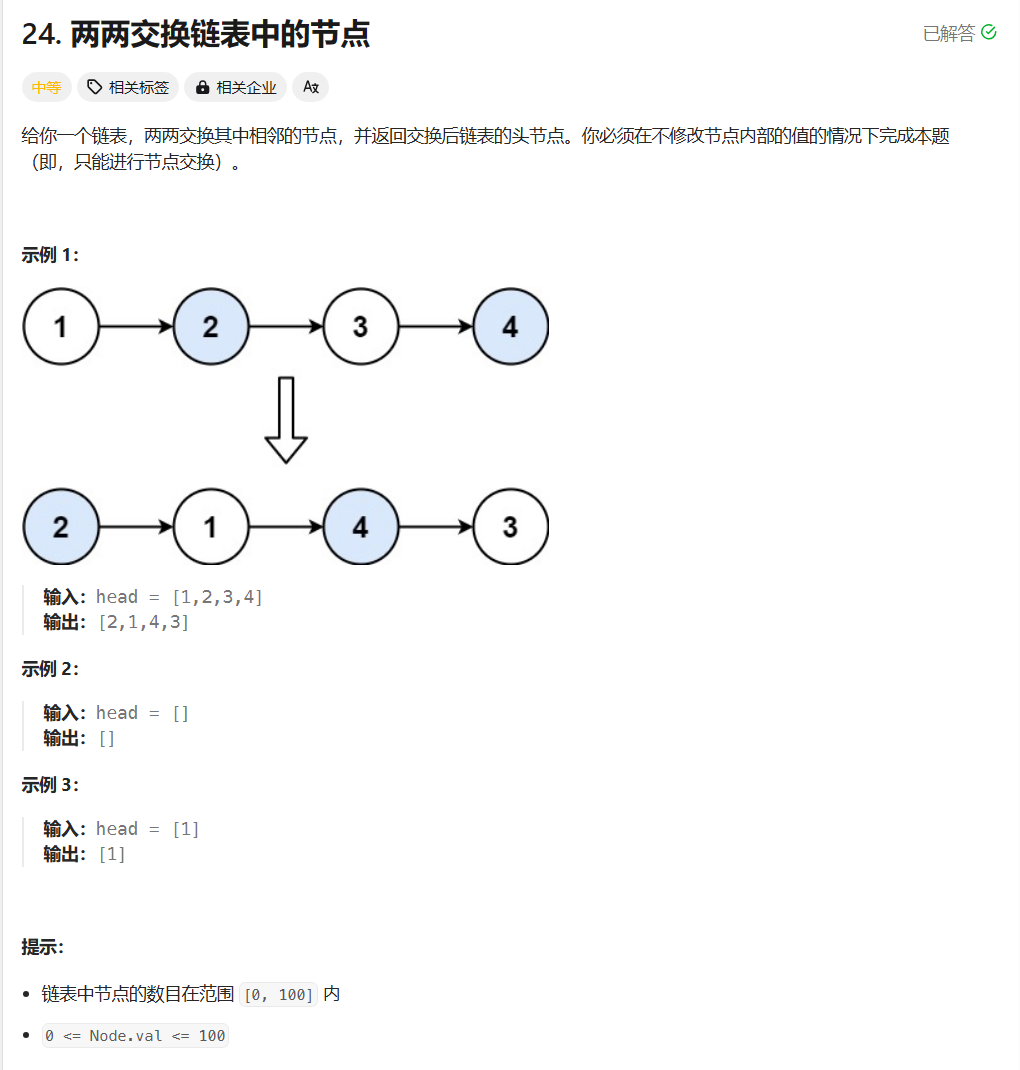 24. 两两交换链表中的节点
已解答
中等 相关标签 相关企业
给你一个链表，两两交换其中相邻的节点，并返回交换后链表的头节点。你必须在不修改节点内部的值的情况下完成本题
（即，只能进行节点交换）。
示例 1：
1 2 3 4
2 1 4 3
输入：head = [1,2,3,4]
输出：[2,1,4,3]
示例 2：
输入：head = []
输出：[]
示例 3：
输入：head = [1]
输出：[1]
提示：
链表中节点的数目在范围 [0, 100] 内
0 <= Node.val <= 100